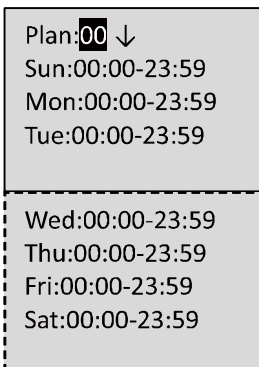 Plan:00 ↓
Sun:00:00-23:59
Mon:00:00-23:59
Tue:00:00-23:59
Wed:00:00-23:59
Thu:00:00-23:59
Fri:00:00-23:59
Sat:00:00-23:59